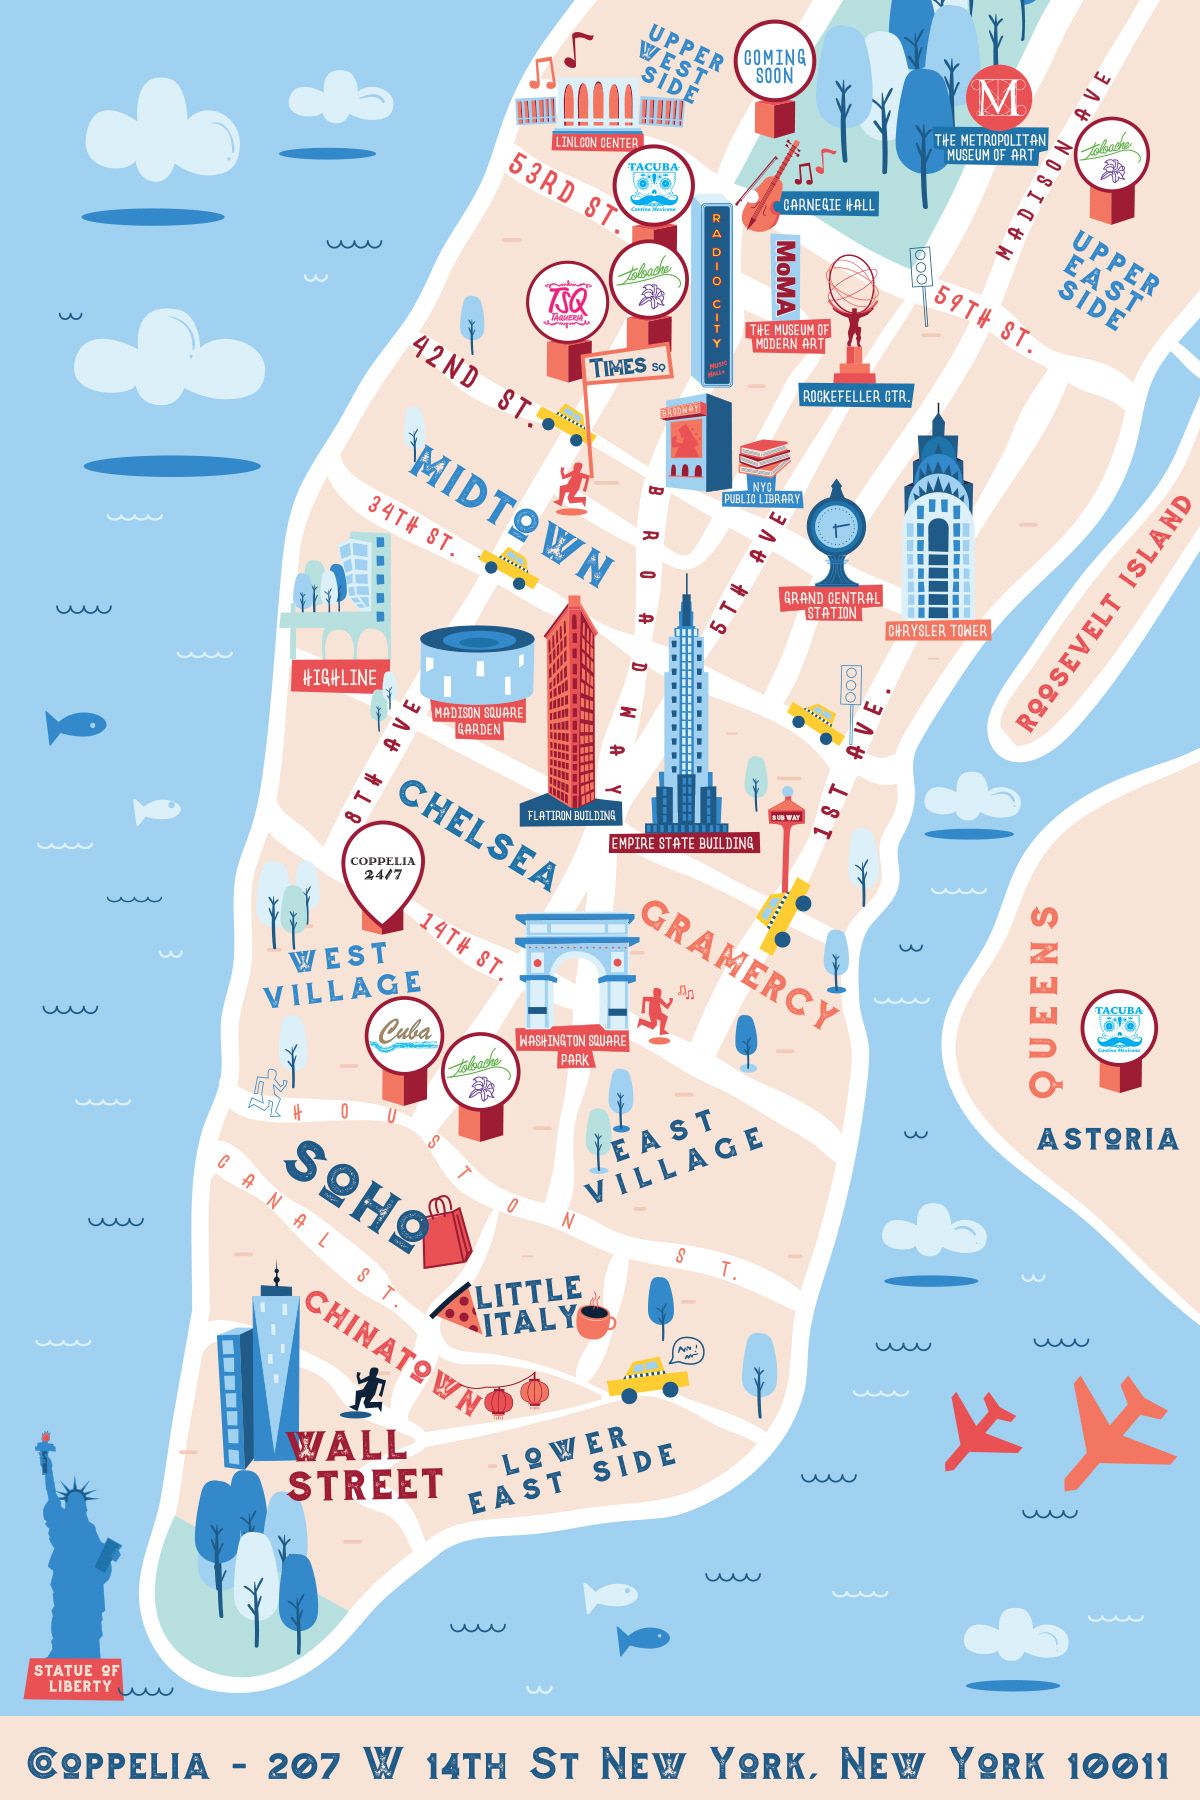 UPPER
WEST
SIDE
COMING
SOON
M
THE METROPOLITAN
MUSEUM OF ART
MADISON AVE
toloache
UPPER
EAST
SIDE
LINLCON CENTER
53RD ST.
TACUBA
Cantina Mexicana
CARNEGIE HALL
RADIO CITY
MUSIC
HALL
MoMA
THE MUSEUM OF
MODERN ART
ROCKEFELLER CTR.
59TH ST.
toloache
TSQ
TAQUERIA
TIMES SQ
42ND ST.
BRODWAY
NYC
PUBLIC LIBRARY
MIDTOWN
34TH ST.
BROADWAY
5TH AVE
GRAND CENTRAL
STATION
CHRYSLER TOWER
ROOSEVELT ISLAND
HIGHLINE
MADISON SQUARE
GARDEN
8TH AVE
FLATIRON BUILDING
EMPIRE STATE BUILDING
1ST AVE.
SUBWAY
CHELSEA
COPPELIA
24/7
14TH ST.
GRAMERCY
WEST
VILLAGE
WASHINGTON SQUARE
PARK
QUEENS
TACUBA
Cantina Mexicana
ASTORIA
Cuba
toloache
HOUSTON ST.
EAST
VILLAGE
SOHO
CANAL ST.
LITTLE
ITALY
CHINATOWN
WALL
STREET
LOWER
EAST SIDE
STATUE OF
LIBERTY
COPPELIA - 207 W 14TH ST NEW YORK, NEW YORK 10011